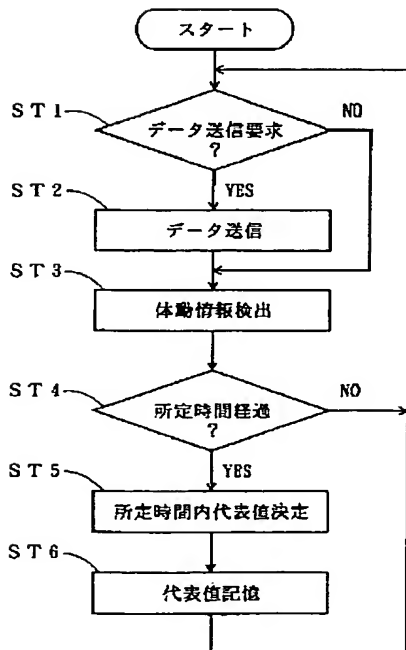 スタート
ST1
データ送信要求
?
NO
YES
ST2
データ送信
ST3
体動情報検出
ST4
所定時間経過
?
NO
YES
ST5
所定時間内代表値決定
ST6
代表値記憶